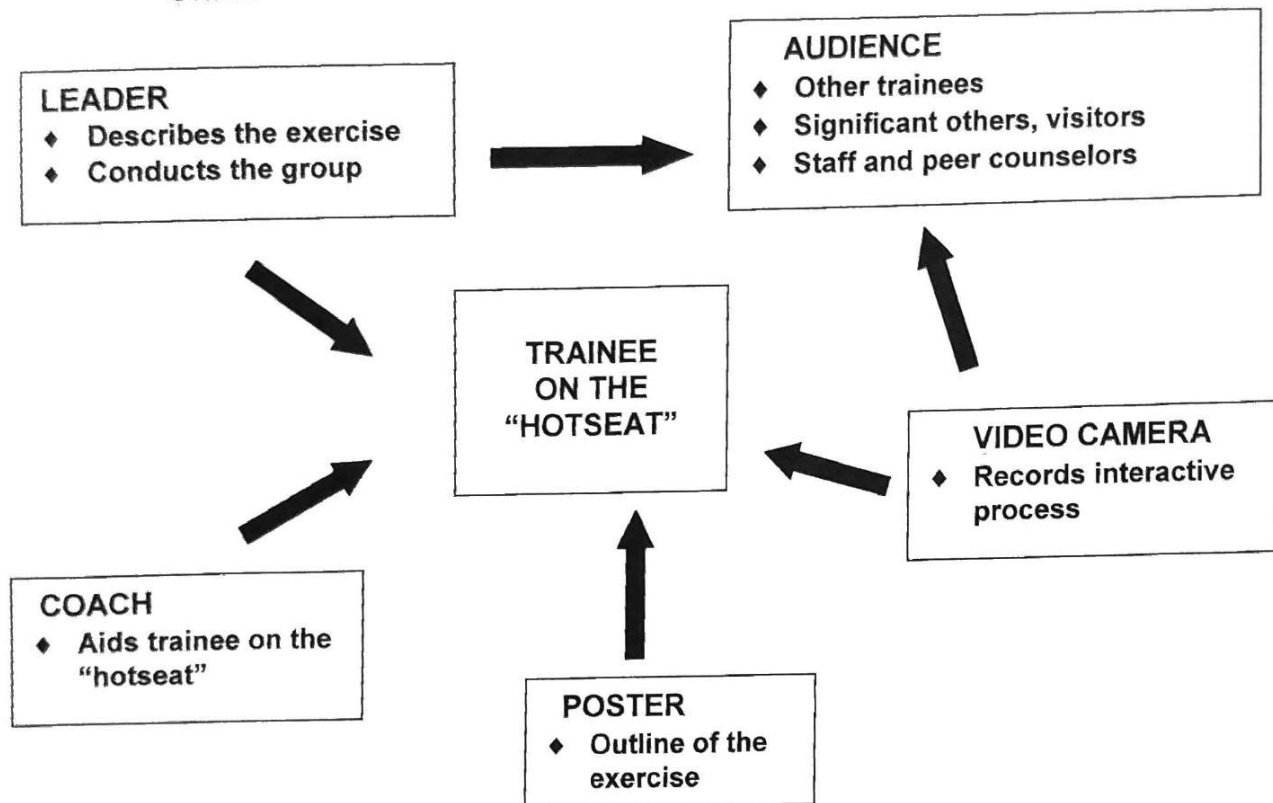 LEADER
♦ Describes the exercise
♦ Conducts the group
AUDIENCE
♦ Other trainees
♦ Significant others, visitors
♦ Staff and peer counselors
TRAINEE
ON THE
“HOTSEAT”
VIDEO CAMERA
♦ Records interactive
process
COACH
♦ Aids trainee on the
“hotseat”
POSTER
♦ Outline of the
exercise